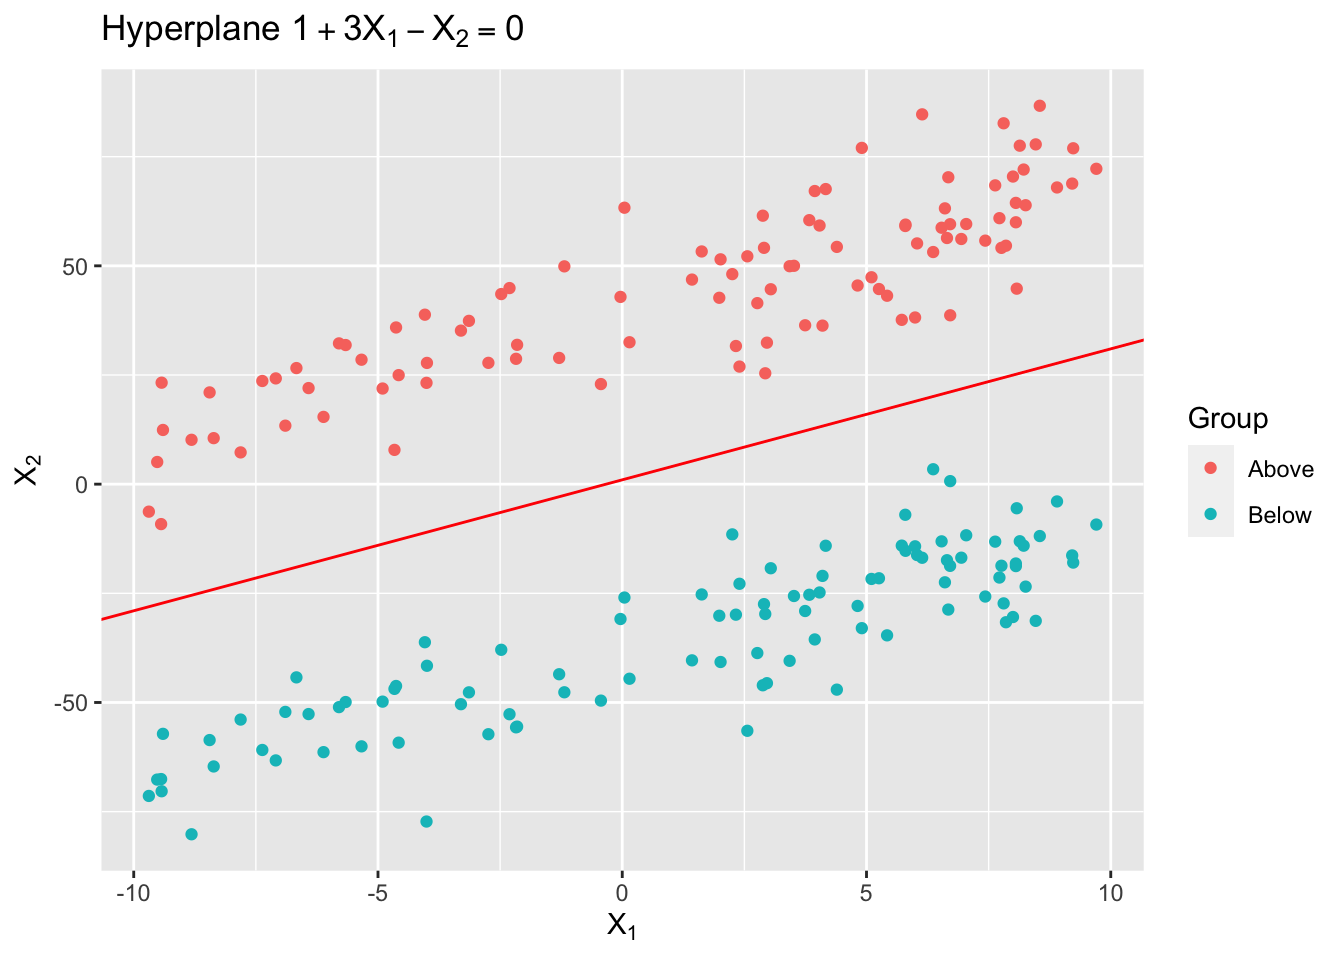 Hyperplane 1 + 3X₁ − X₂ = 0
X₂
50
0
-50
-10 -5 0 5 10
X₁
Group
Above
Below